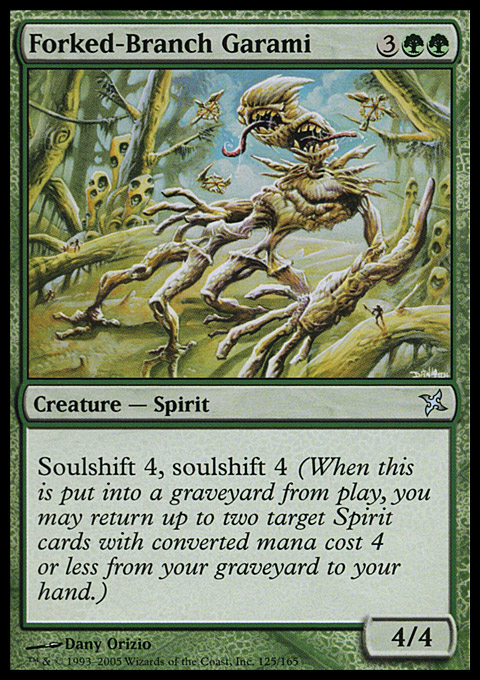 Forked-Branch Garami 3
Creature — Spirit
Soulshift 4, soulshift 4 (When this
is put into a graveyard from play, you
may return up to two target Spirit
cards with converted mana cost 4
or less from your graveyard to your
hand.)
Dany Orizio
™ & © 1993–2005 Wizards of the Coast, Inc. 125/165
4/4